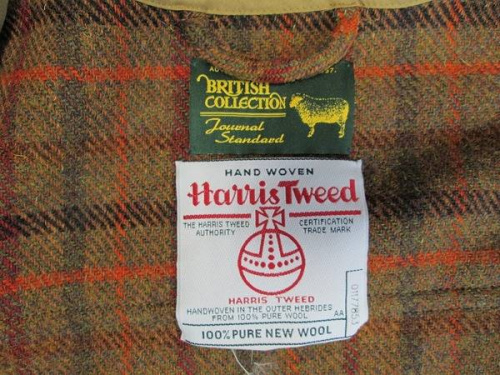 BRITISH
COLLECTION
Journal
Standard
HAND WOVEN
Harris Tweed
THE HARRIS TWEED
AUTHORITY
CERTIFICATION
TRADE MARK
HARRIS TWEED
HANDWOVEN IN THE OUTER HEBRIDES
FROM 100% PURE WOOL
AA
100% PURE NEW WOOL